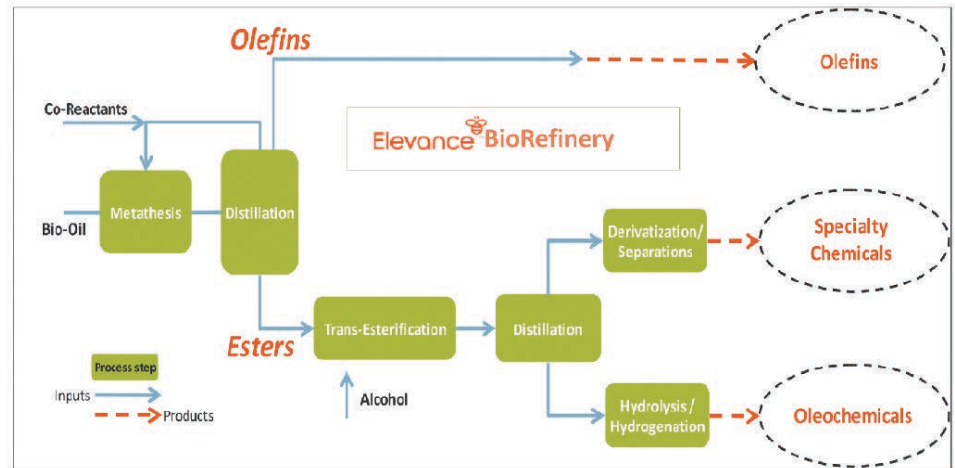 Olefins
Olefins
Co-Reactants
Elevance BioRefinery
Metathesis
Distillation
Bio-Oil
Derivatization/
Separations
Specialty
Chemicals
Trans-Esterification
Distillation
Esters
Process step
Inputs
Products
Alcohol
Hydrolysis /
Hydrogenation
Oleochemicals